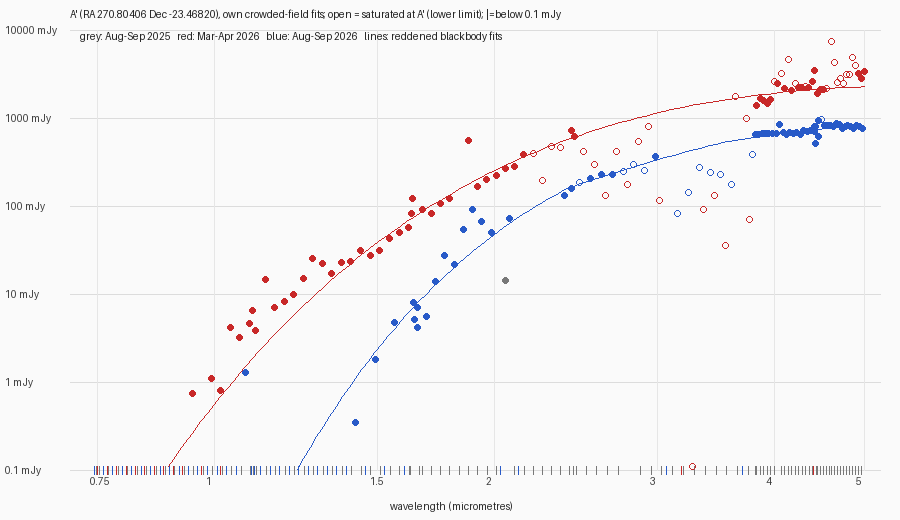 A' (RA 270.80406 Dec -23.46820), own crowded-field fits; open = saturated at A' (lower limit); |=below 0.1 mJy
grey: Aug-Sep 2025 red: Mar-Apr 2026 blue: Aug-Sep 2026 lines: reddened blackbody fits
10000 mJy
1000 mJy
100 mJy
10 mJy
1 mJy
0.1 mJy
0.75 1 1.5 2 3 4 5
wavelength (micrometres)